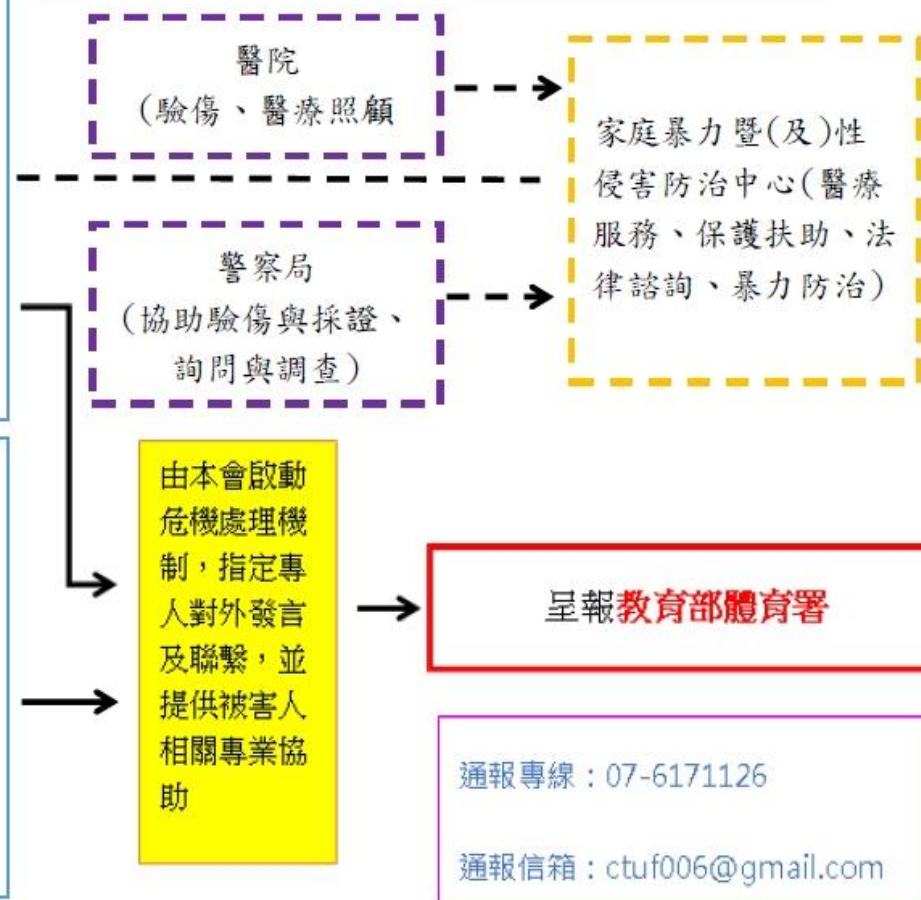 醫院
(驗傷、醫療照顧
家庭暴力暨(及)性
侵害防治中心(醫療
服務、保護扶助、法
律諮詢、暴力防治)
警察局
(協助驗傷與採證、
詢問與調查)
由本會啟動
危機處理機
制，指定專
人對外發言
及聯繫，並
提供被害人
相關專業協
助
呈報教育部體育署
通報專線：07-6171126
通報信箱：ctuf006@gmail.com